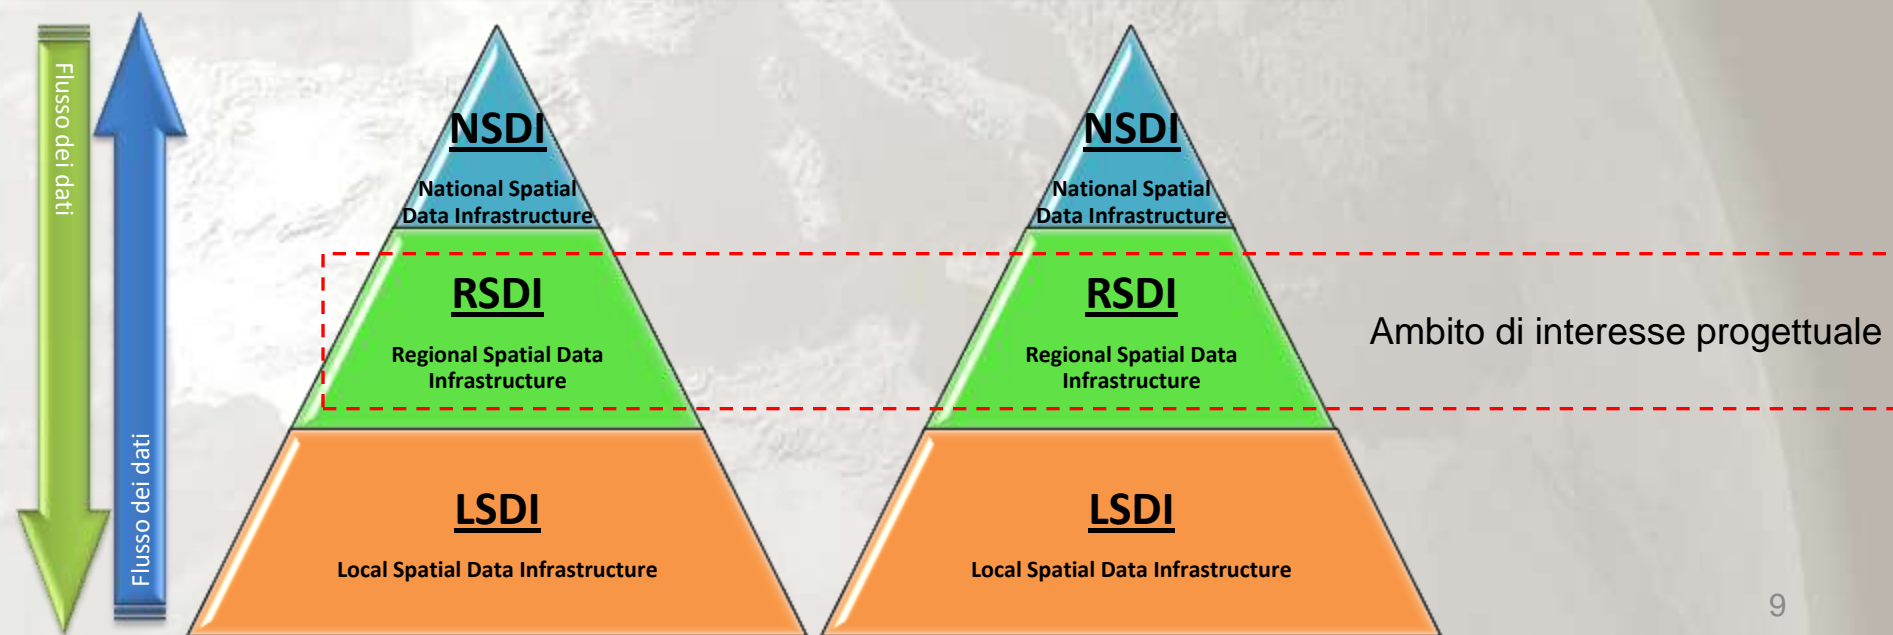 Flusso dei dati
Flusso dei dati
NSDI
National Spatial
Data Infrastructure
RSDI
Regional Spatial Data
Infrastructure
LSDI
Local Spatial Data Infrastructure
NSDI
National Spatial
Data Infrastructure
RSDI
Regional Spatial Data
Infrastructure
LSDI
Local Spatial Data Infrastructure
Ambito di interesse progettuale
9